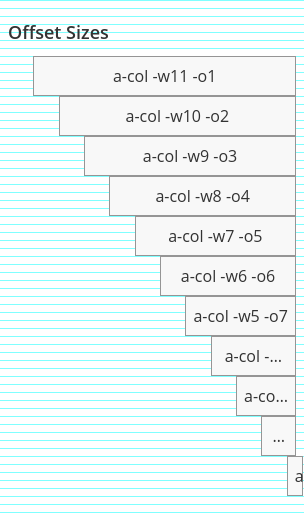 Offset Sizes
a-col -w11 -o1
a-col -w10 -o2
a-col -w9 -o3
a-col -w8 -o4
a-col -w7 -o5
a-col -w6 -o6
a-col -w5 -o7
a-col -...
a-co...
...
a